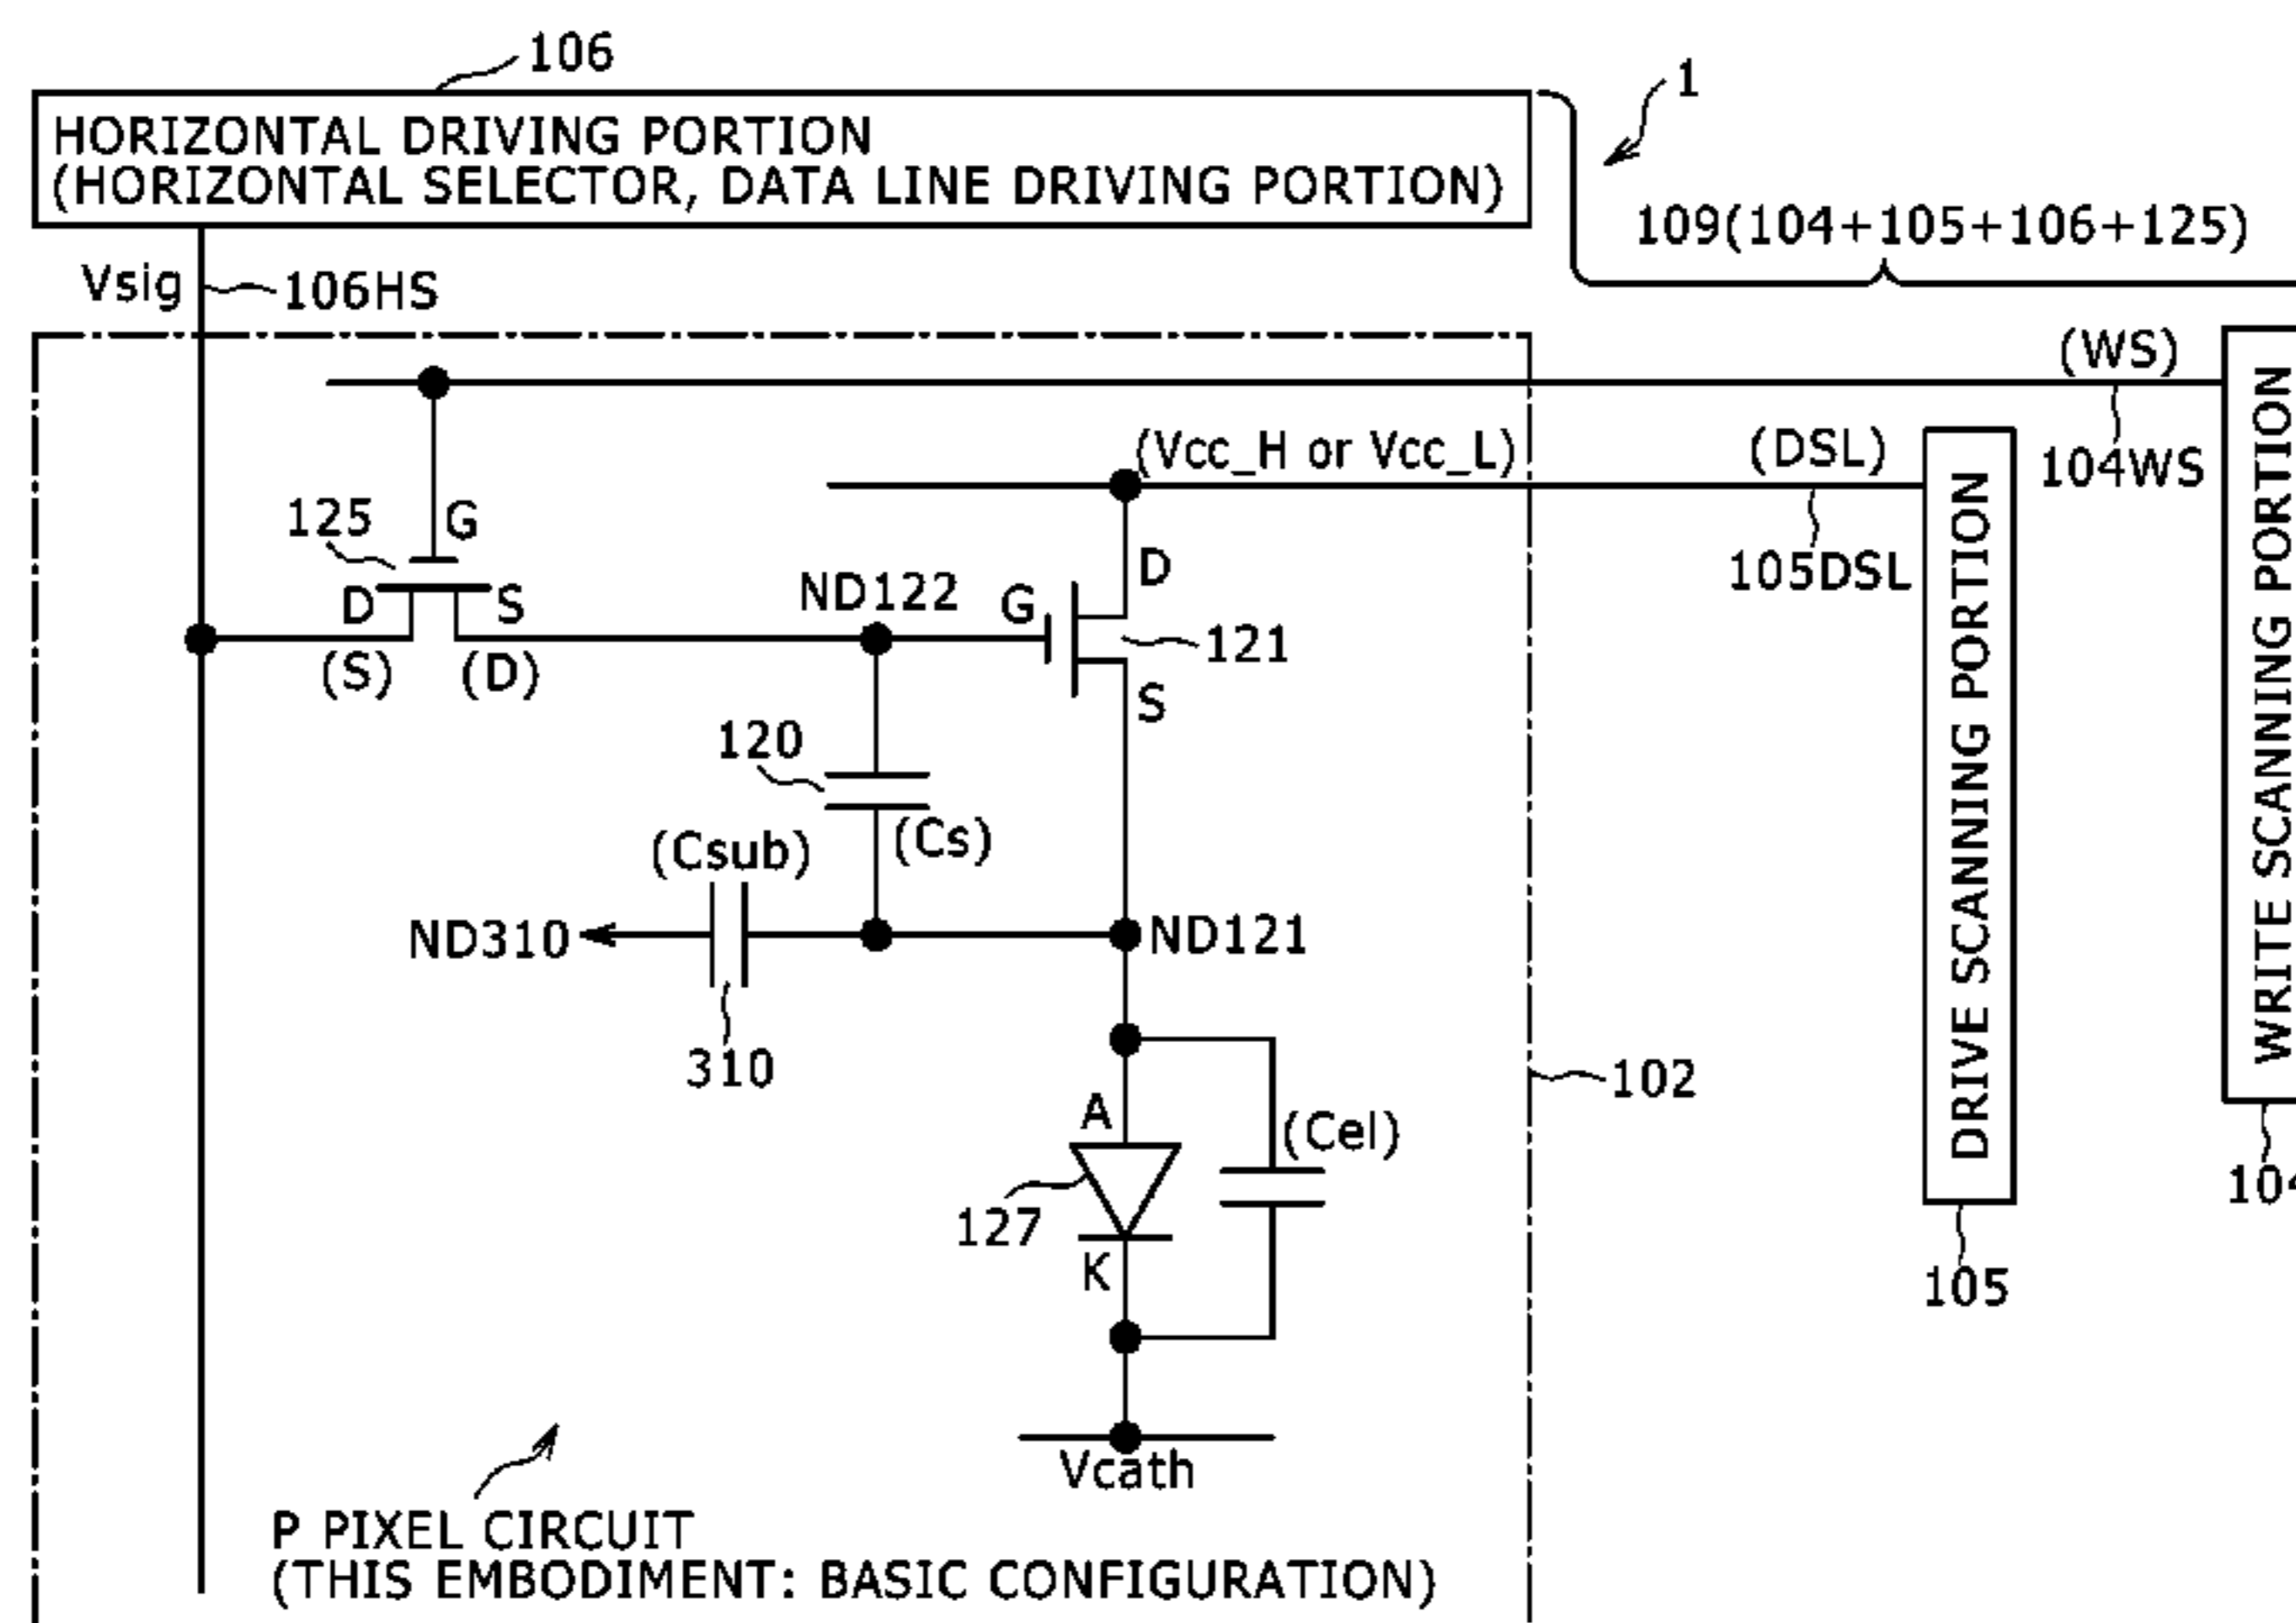 106
1
HORIZONTAL DRIVING PORTION
(HORIZONTAL SELECTOR, DATA LINE DRIVING PORTION)
109(104+105+106+125)
Vsig
106HS
(WS)
104WS
(Vcc_H or Vcc_L)
(DSL)
105DSL
125
G
D
S
(S)
(D)
ND122
G
D
121
S
120
(Cs)
(Csub)
ND310
ND121
310
102
A
(Cel)
127
K
Vcath
DRIVE SCANNING PORTION
105
WRITE SCANNING PORTION
P PIXEL CIRCUIT
(THIS EMBODIMENT: BASIC CONFIGURATION)